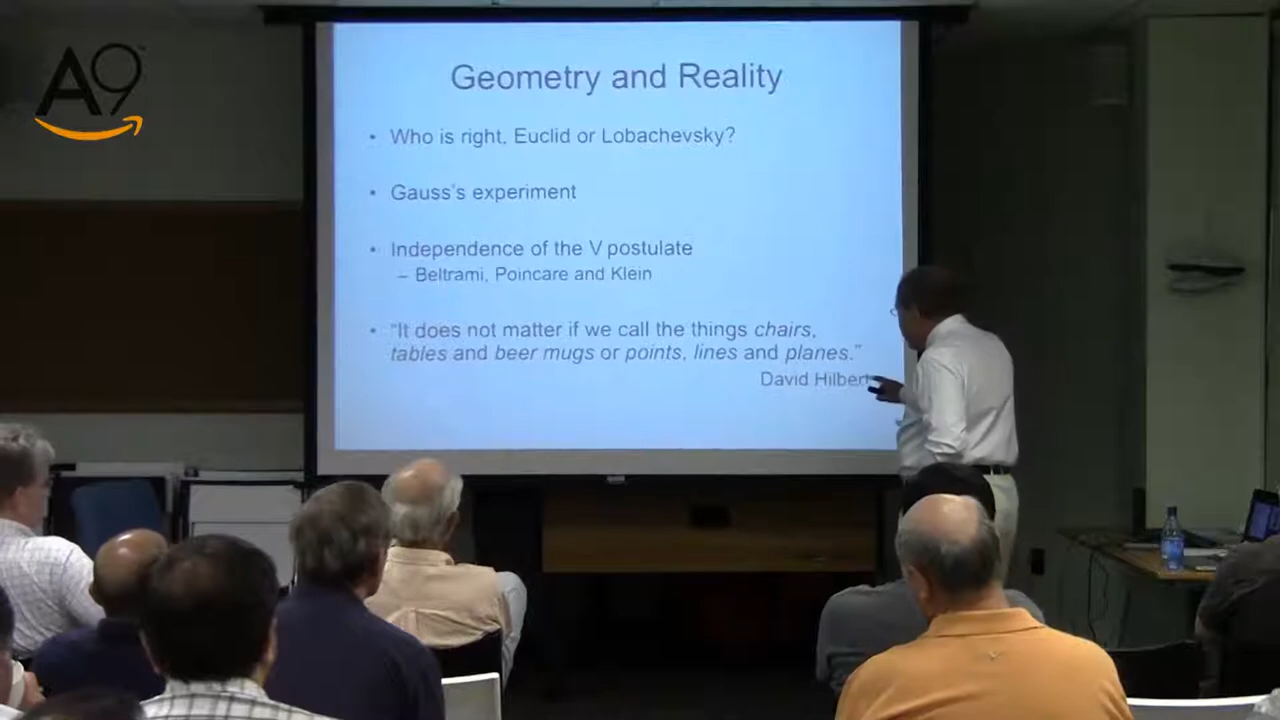 A9
Geometry and Reality
• Who is right, Euclid or Lobachevsky?
• Gauss's experiment
• Independence of the V postulate
– Beltrami, Poincare and Klein
• "It does not matter if we call the things chairs,
tables and beer mugs or points, lines and planes."
David Hilbert